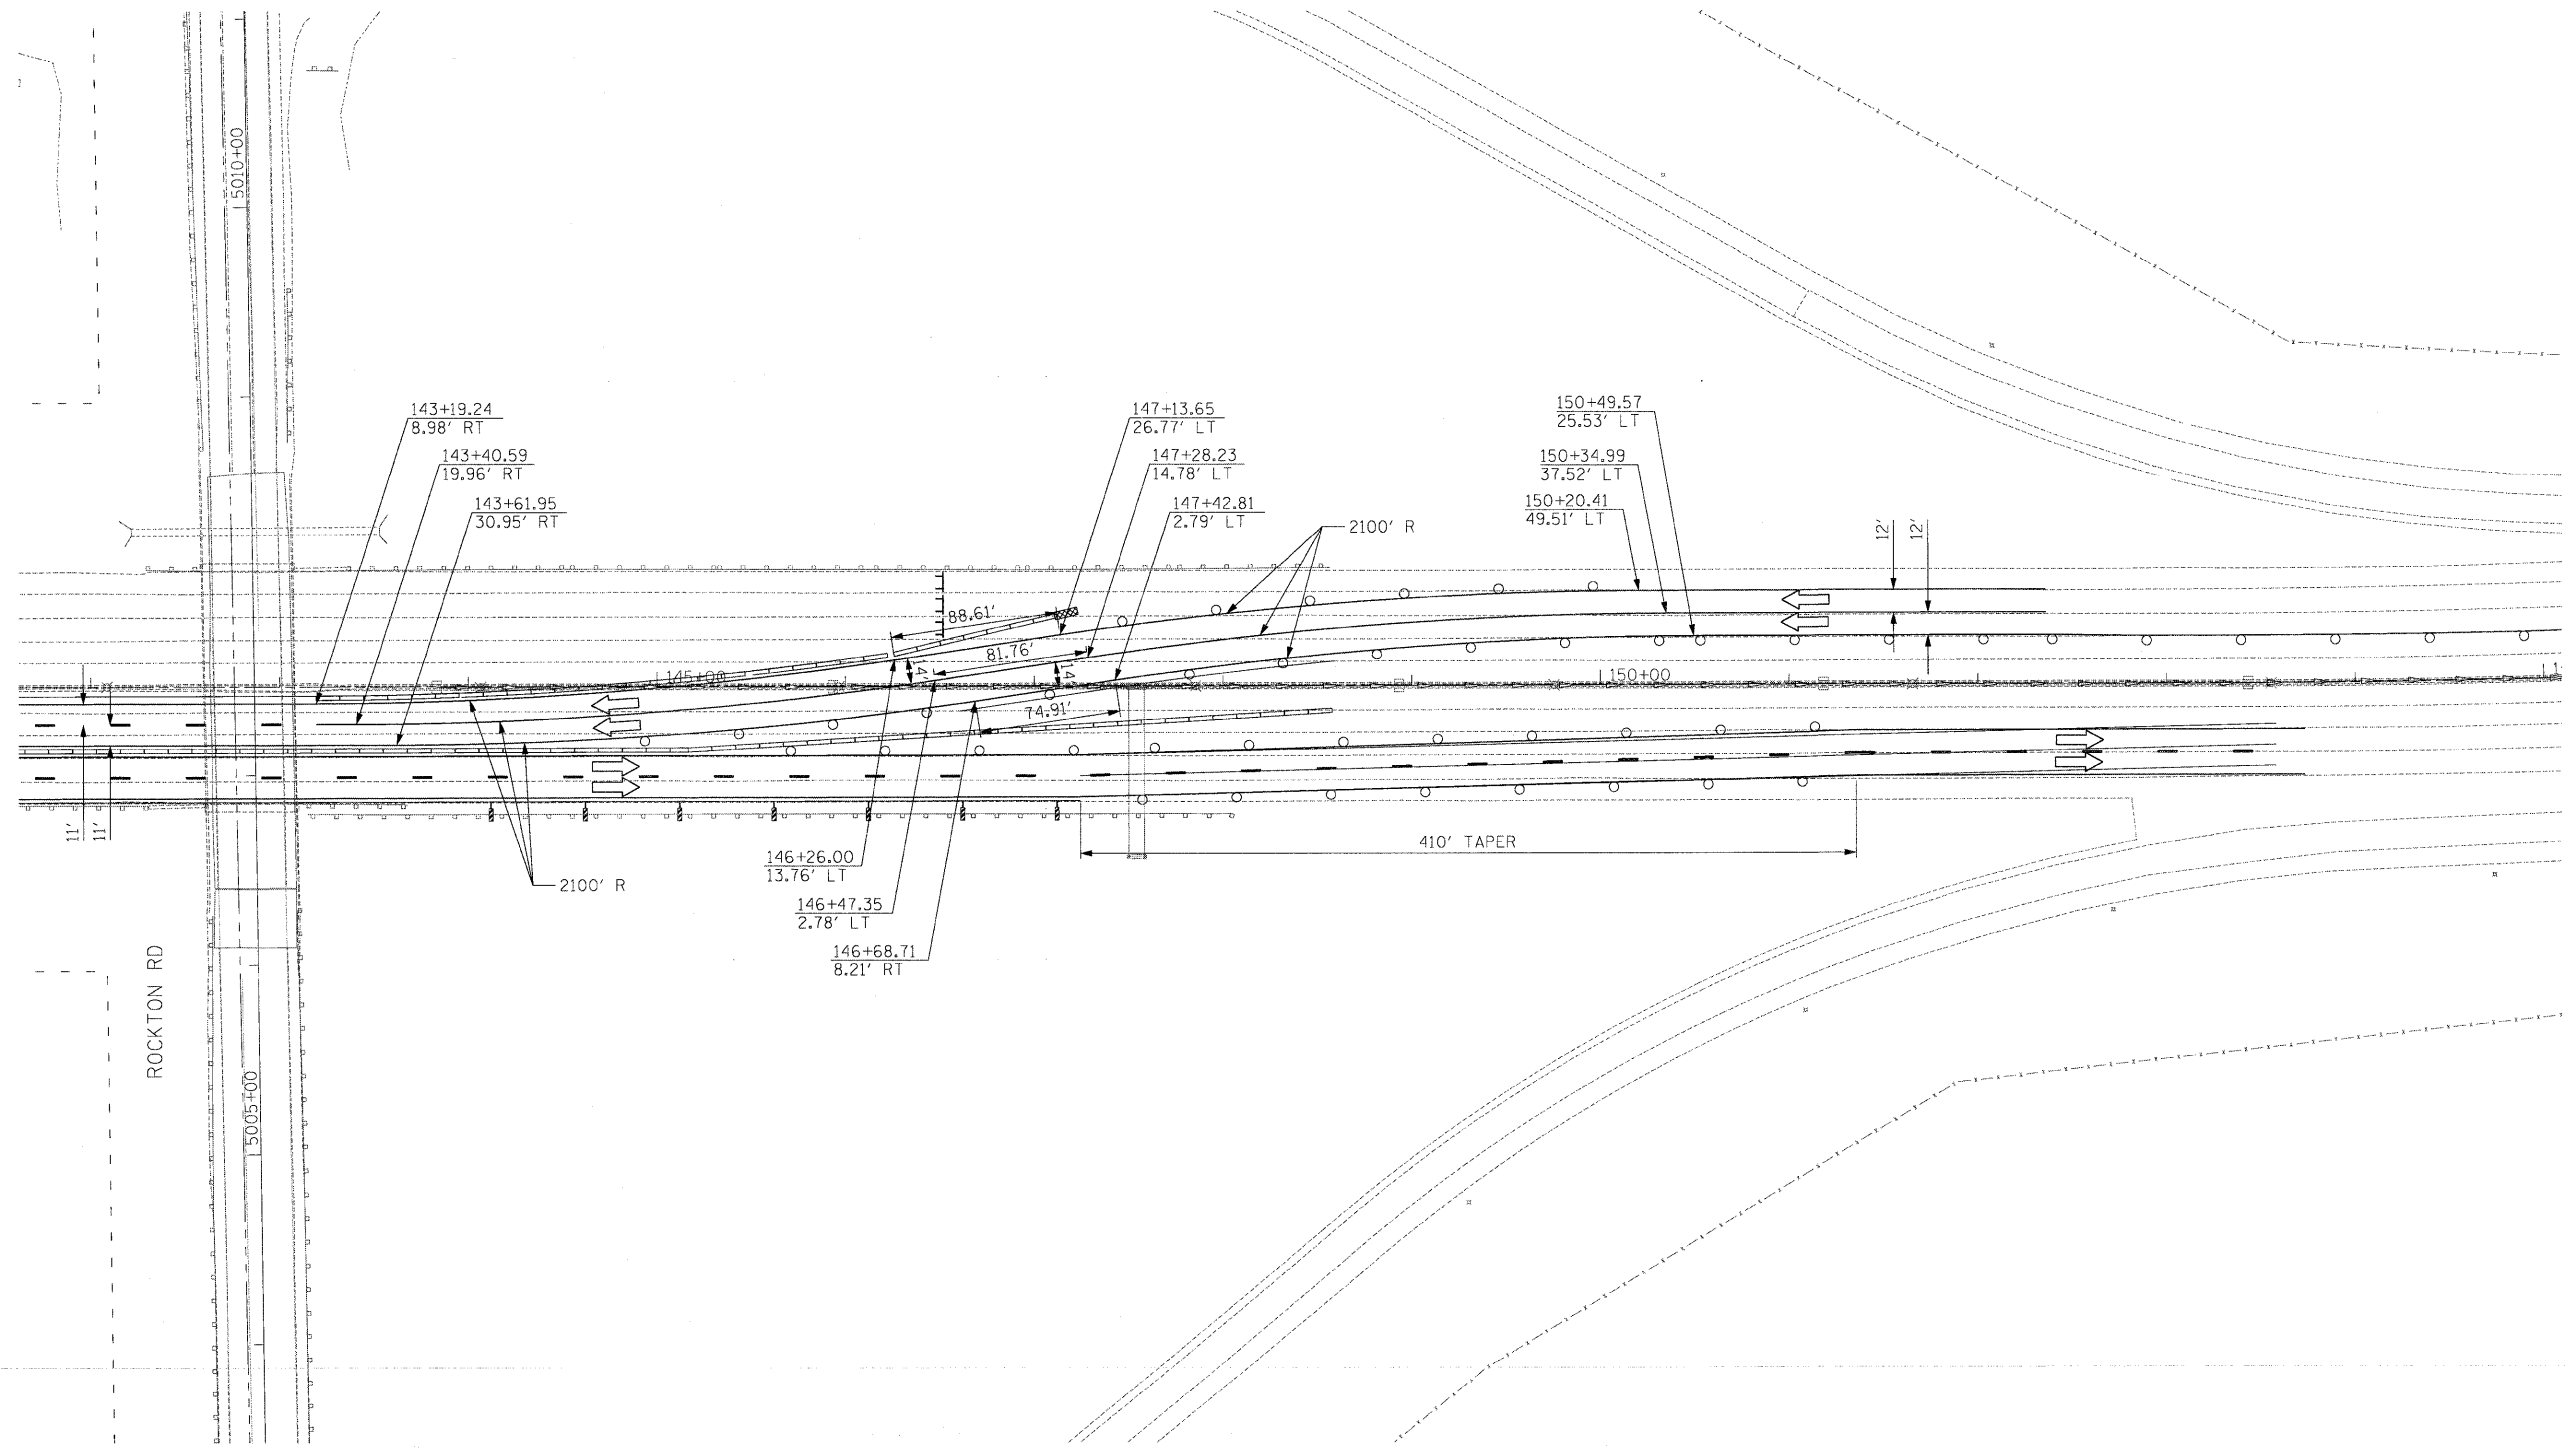 5010+00
143+19.24
8.98' RT
143+40.59
19.96' RT
143+61.95
30.95' RT
147+13.65
26.77' LT
147+28.23
14.78' LT
147+42.81
2.79' LT
2100' R
150+49.57
25.53' LT
150+34.99
37.52' LT
150+20.41
49.51' LT
12'
12'
88.61'
81.76'
74.91'
145+00
150+00
11'
11'
2100' R
146+26.00
13.76' LT
146+47.35
2.78' LT
146+68.71
8.21' RT
410' TAPER
ROCKTON RD
5005+00